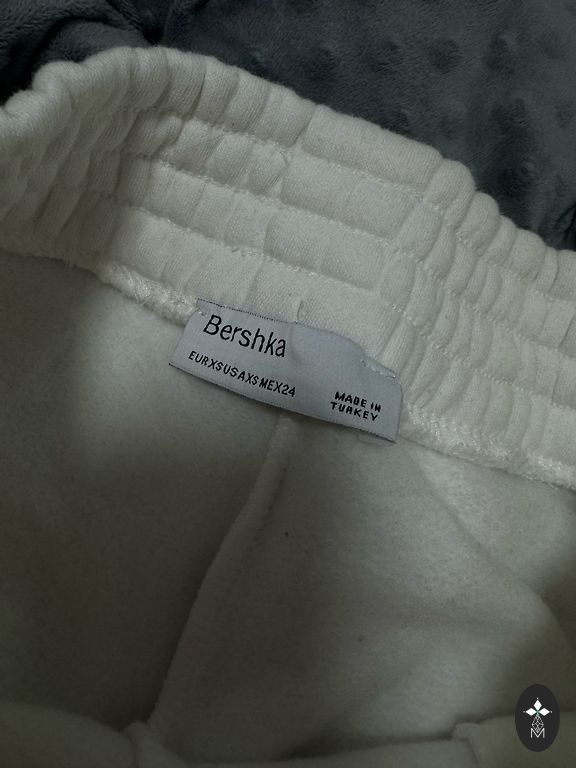 Bershka
EUR XS USA XS MEX 24
MADE IN
TURKEY
M